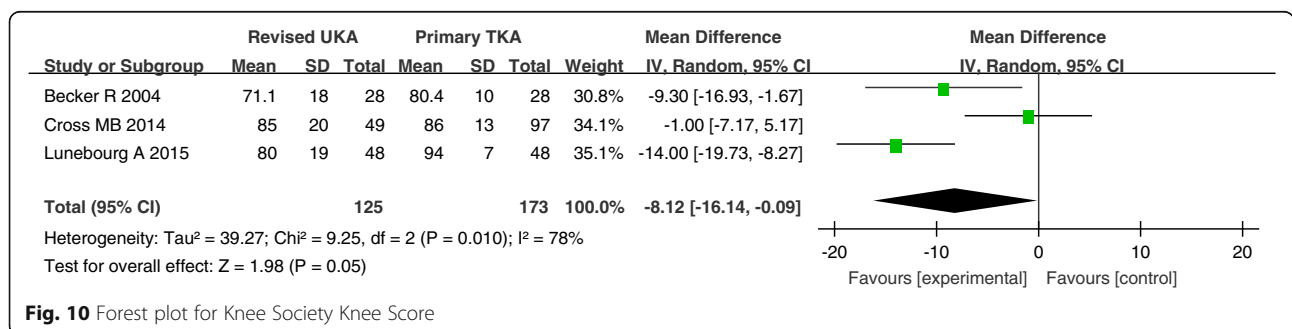 Revised UKA Primary TKA Mean Difference Mean Difference
Study or Subgroup Mean SD Total Mean SD Total Weight IV, Random, 95% CI IV, Random, 95% CI
Becker R 2004 71.1 18 28 80.4 10 28 30.8% -9.30 [-16.93, -1.67]
Cross MB 2014 85 20 49 86 13 97 34.1% -1.00 [-7.17, 5.17]
Lunebourg A 2015 80 19 48 94 7 48 35.1% -14.00 [-19.73, -8.27]
Total (95% CI) 125 173 100.0% -8.12 [-16.14, -0.09]
Heterogeneity: Tau² = 39.27; Chi² = 9.25, df = 2 (P = 0.010); I² = 78%
Test for overall effect: Z = 1.98 (P = 0.05)
-20 -10 0 10 20
Favours [experimental] Favours [control]
Fig. 10 Forest plot for Knee Society Knee Score